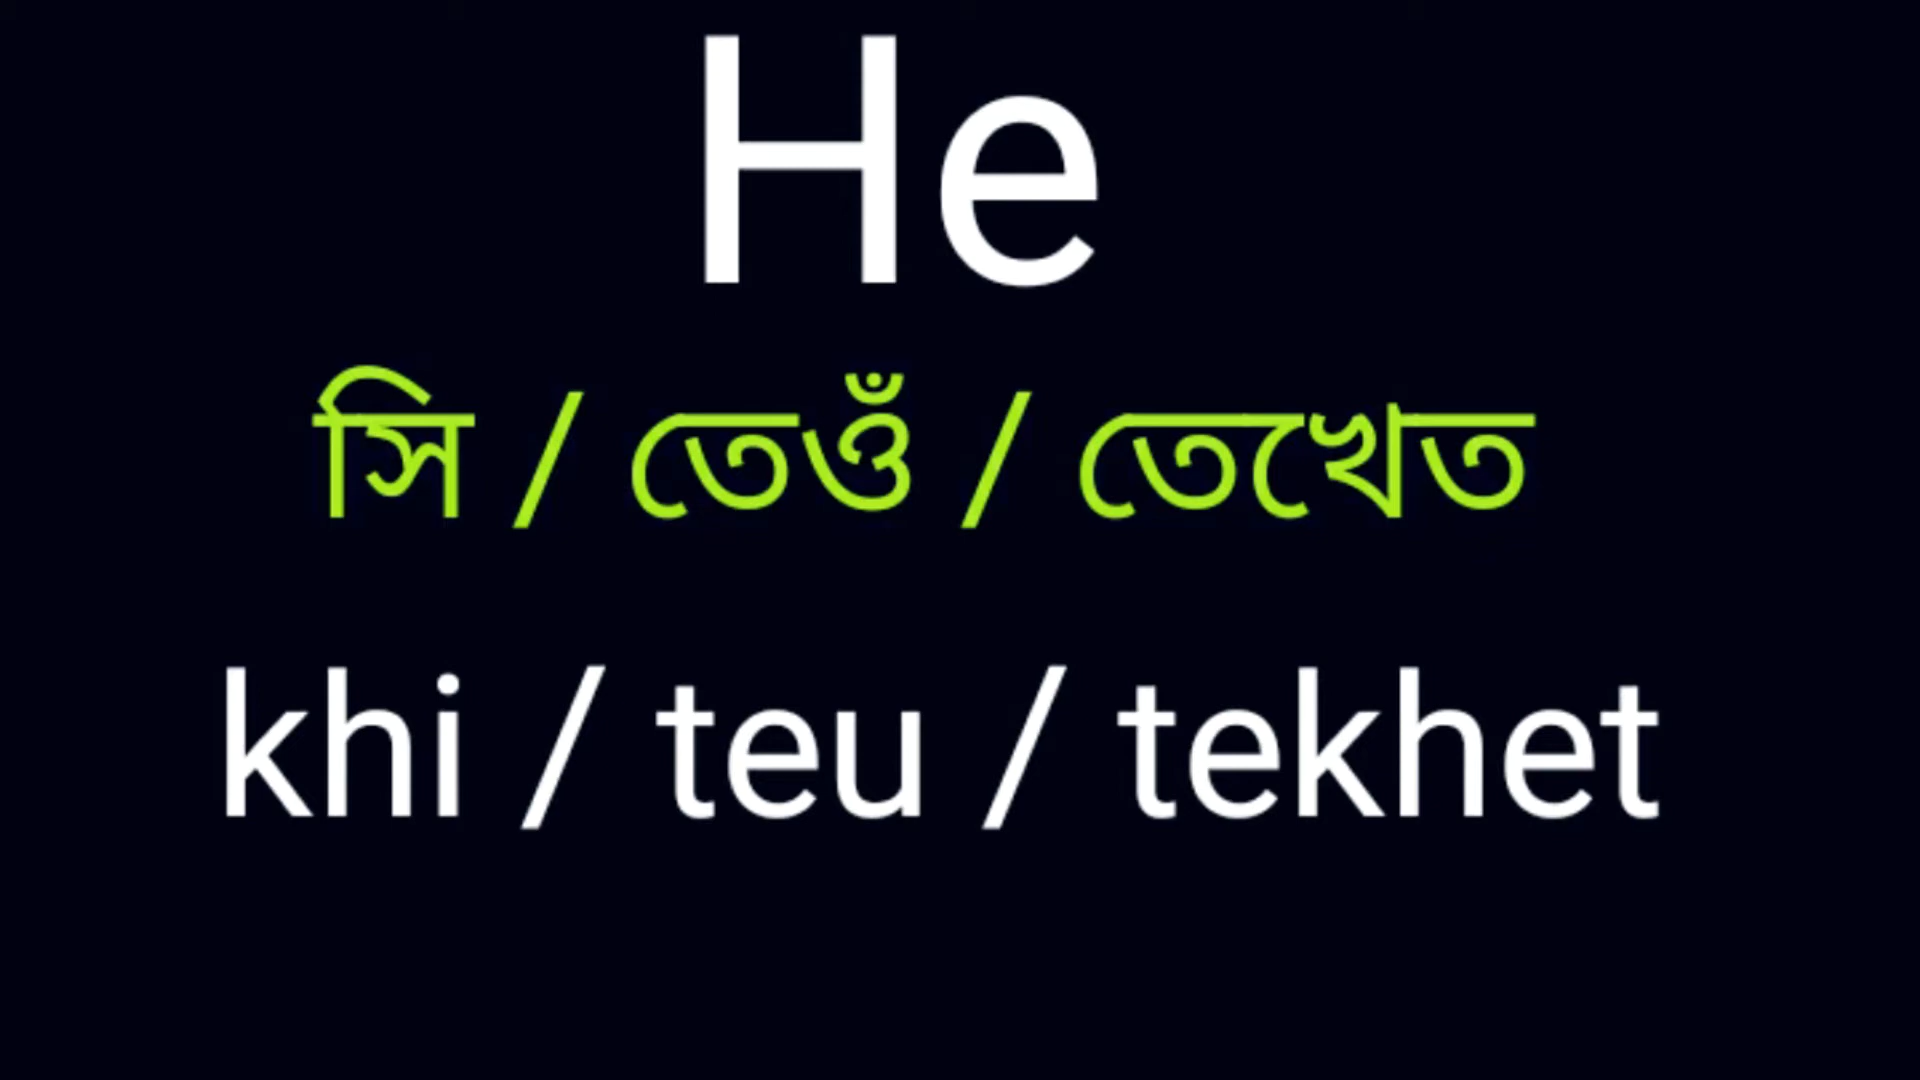 He
সি / তেওঁ / তেখেত
khi / teu / tekhet